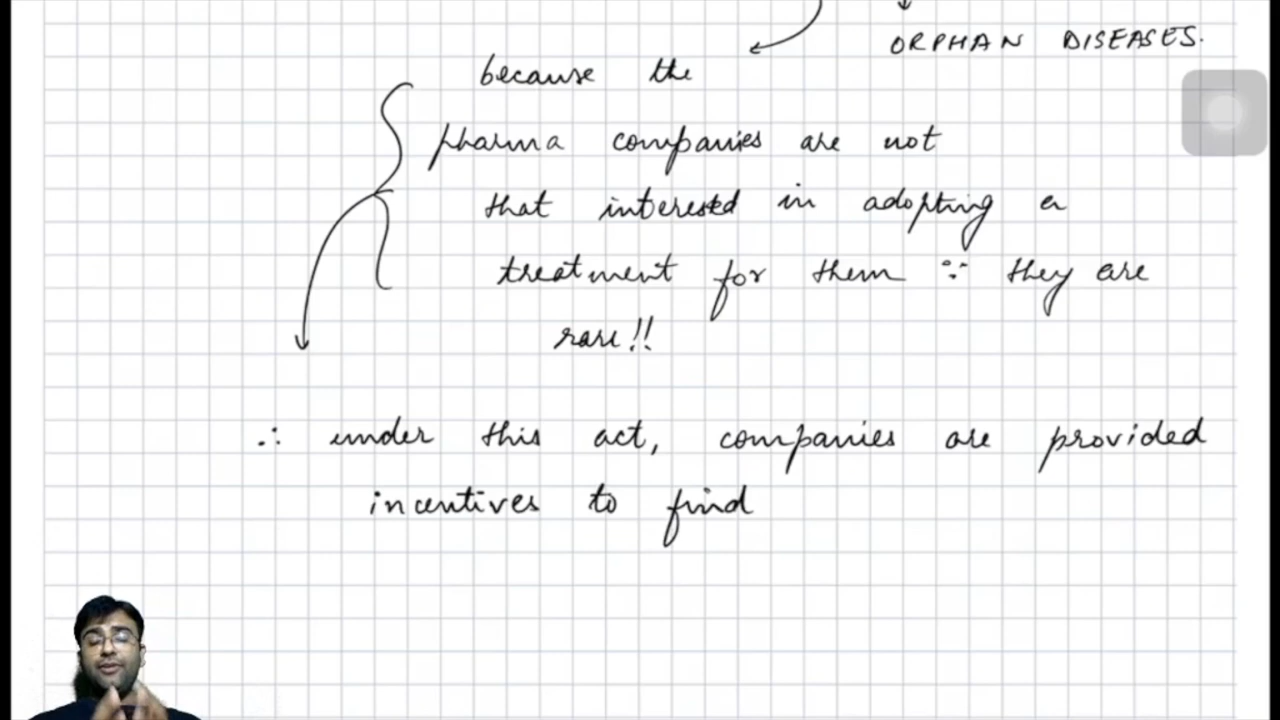 ORPHAN DISEASES.
because the
pharma companies are not
that interested in adopting a
treatment for them ∵ they are
rare!!
∴ under this act, companies are provided
incentives to find